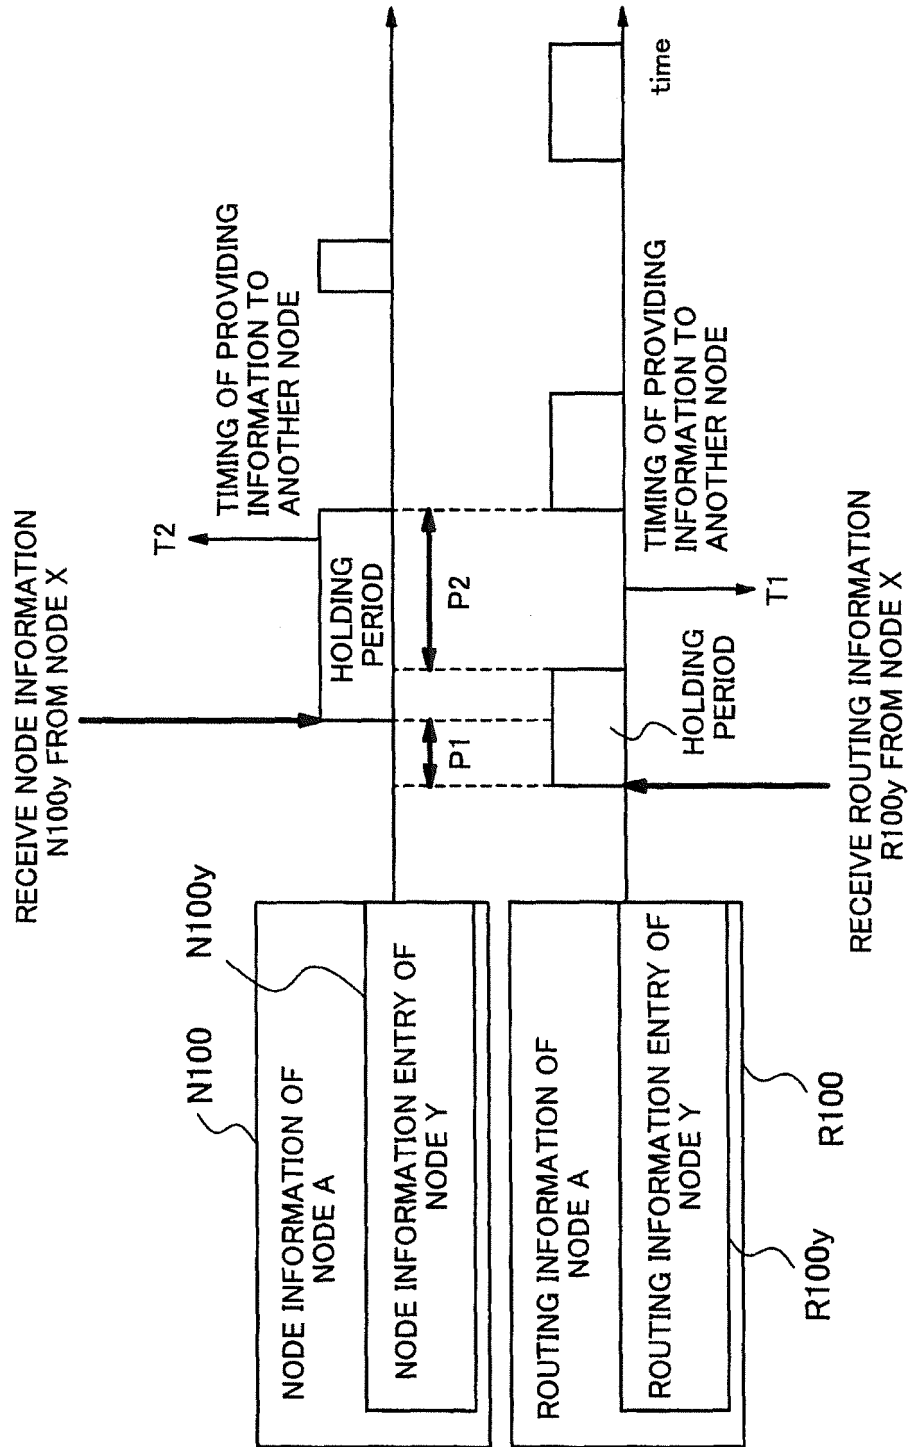 RECEIVE NODE INFORMATION
N100y FROM NODE X
N100
N100y
NODE INFORMATION OF
NODE A
NODE INFORMATION ENTRY OF
NODE Y
HOLDING
PERIOD
T2
TIMING OF PROVIDING
INFORMATION TO
ANOTHER NODE
P1
P2
ROUTING INFORMATION OF
NODE A
ROUTING INFORMATION ENTRY OF
NODE Y
R100y
R100
HOLDING
PERIOD
T1
TIMING OF PROVIDING
INFORMATION TO
ANOTHER NODE
time
RECEIVE ROUTING INFORMATION
R100y FROM NODE X